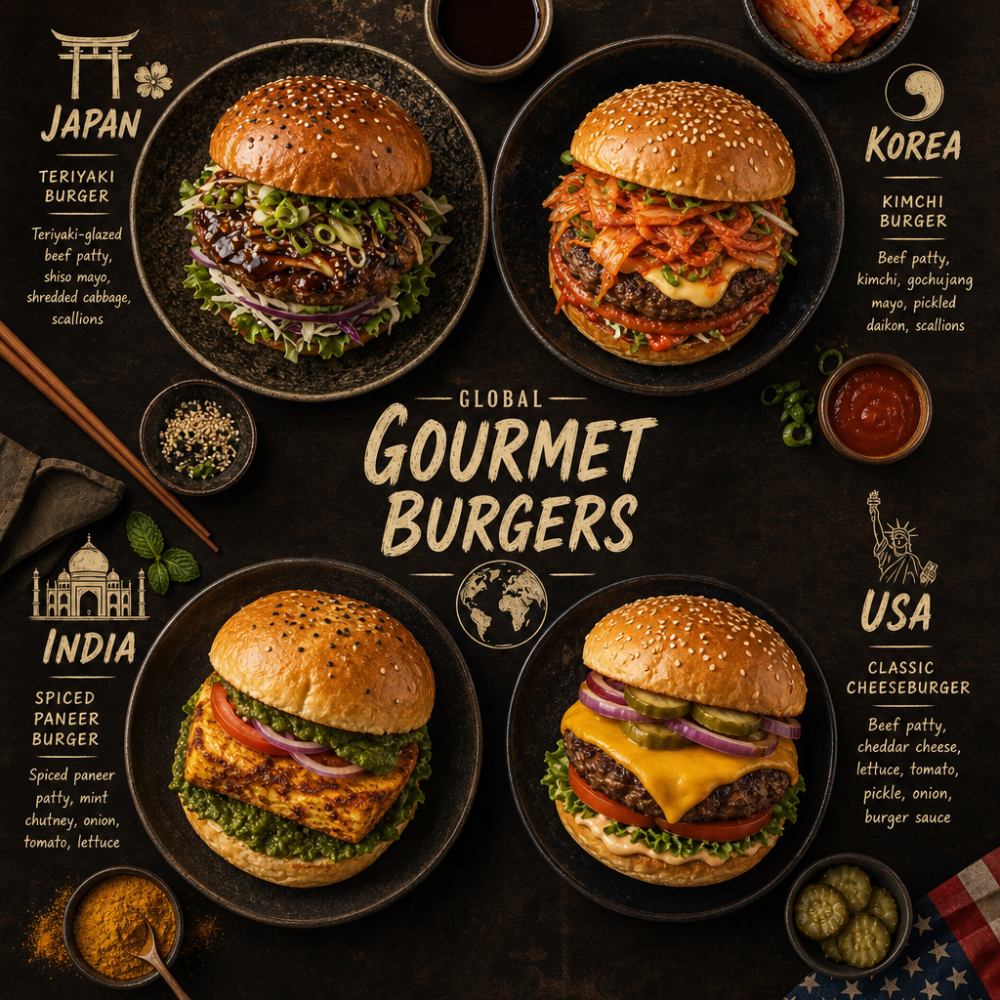 JAPAN
TERIYAKI
BURGER
Teriyaki-glazed
beef patty,
shiso mayo,
shredded cabbage,
scallions
KOREA
KIMCHI
BURGER
Beef patty,
kimchi, gochujang
mayo, pickled
daikon, scallions
GLOBAL
GOURMET
BURGERS
INDIA
SPICED
PANEER
BURGER
Spiced paneer
patty, mint
chutney, onion,
tomato, lettuce
USA
CLASSIC
CHEESEBURGER
Beef patty,
cheddar cheese,
lettuce, tomato,
pickle, onion,
burger sauce